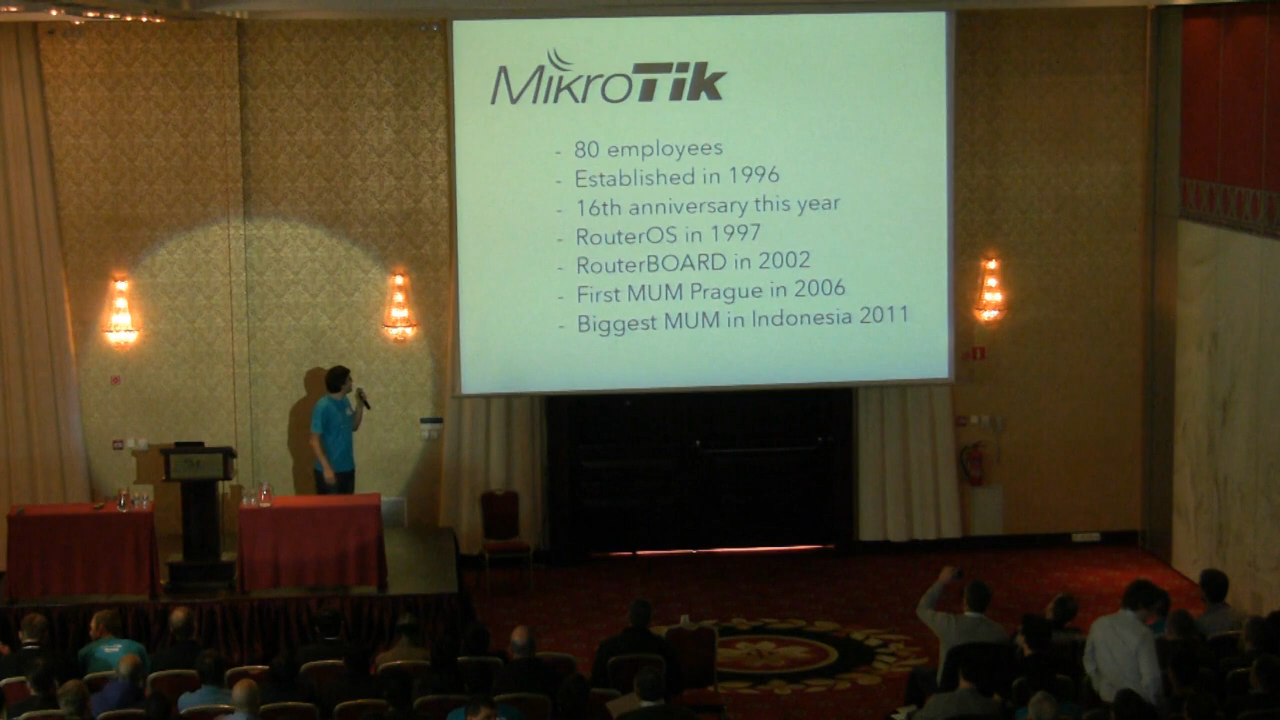 MikroTik
- 80 employees
- Established in 1996
- 16th anniversary this year
- RouterOS in 1997
- RouterBOARD in 2002
- First MUM Prague in 2006
- Biggest MUM in Indonesia 2011